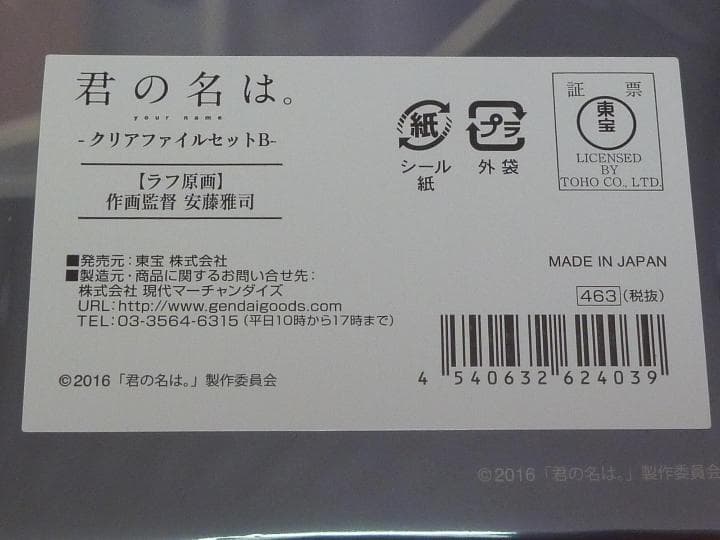 君の名は。
your name
-クリアファイルセットB-
【ラフ原画】
作画監督 安藤雅司
紙
シール
紙
プラ
外袋
証 票
東宝
LICENSED
BY
TOHO CO., LTD.
■発売元：東宝 株式会社
■製造元・商品に関するお問い合せ先：
株式会社 現代マーチャンダイズ
URL：http://www.gendaigoods.com
TEL：03-3564-6315（平日10時から17時まで）
©2016「君の名は。」製作委員会
MADE IN JAPAN
463（税抜）
4 540632 624039
©2016「君の名は。」製作委員会